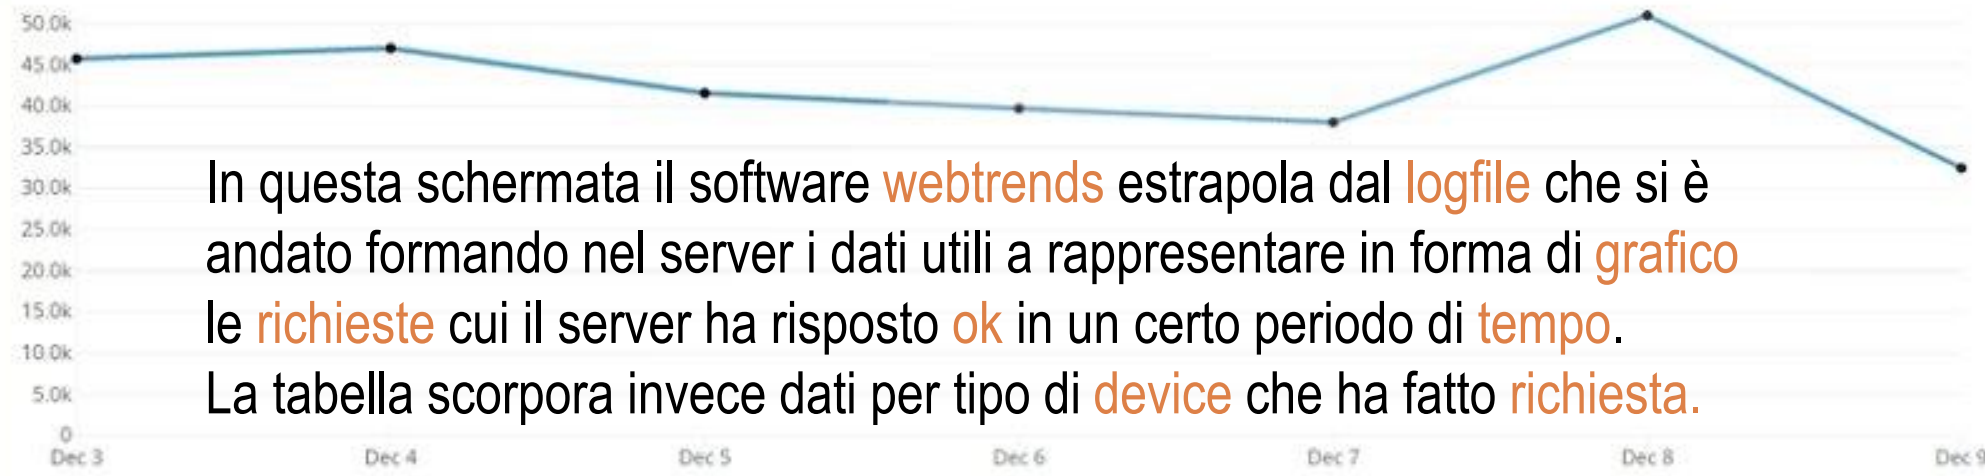 50.0k
45.0k
40.0k
35.0k
30.0k
25.0k
20.0k
15.0k
10.0k
5.0k
0
In questa schermata il software webtrends estrapola dal logfile che si è
andato formando nel server i dati utili a rappresentare in forma di grafico
le richieste cui il server ha risposto ok in un certo periodo di tempo.
La tabella scorpora invece dati per tipo di device che ha fatto richiesta.
Dec 3 Dec 4 Dec 5 Dec 6 Dec 7 Dec 8 Dec 9